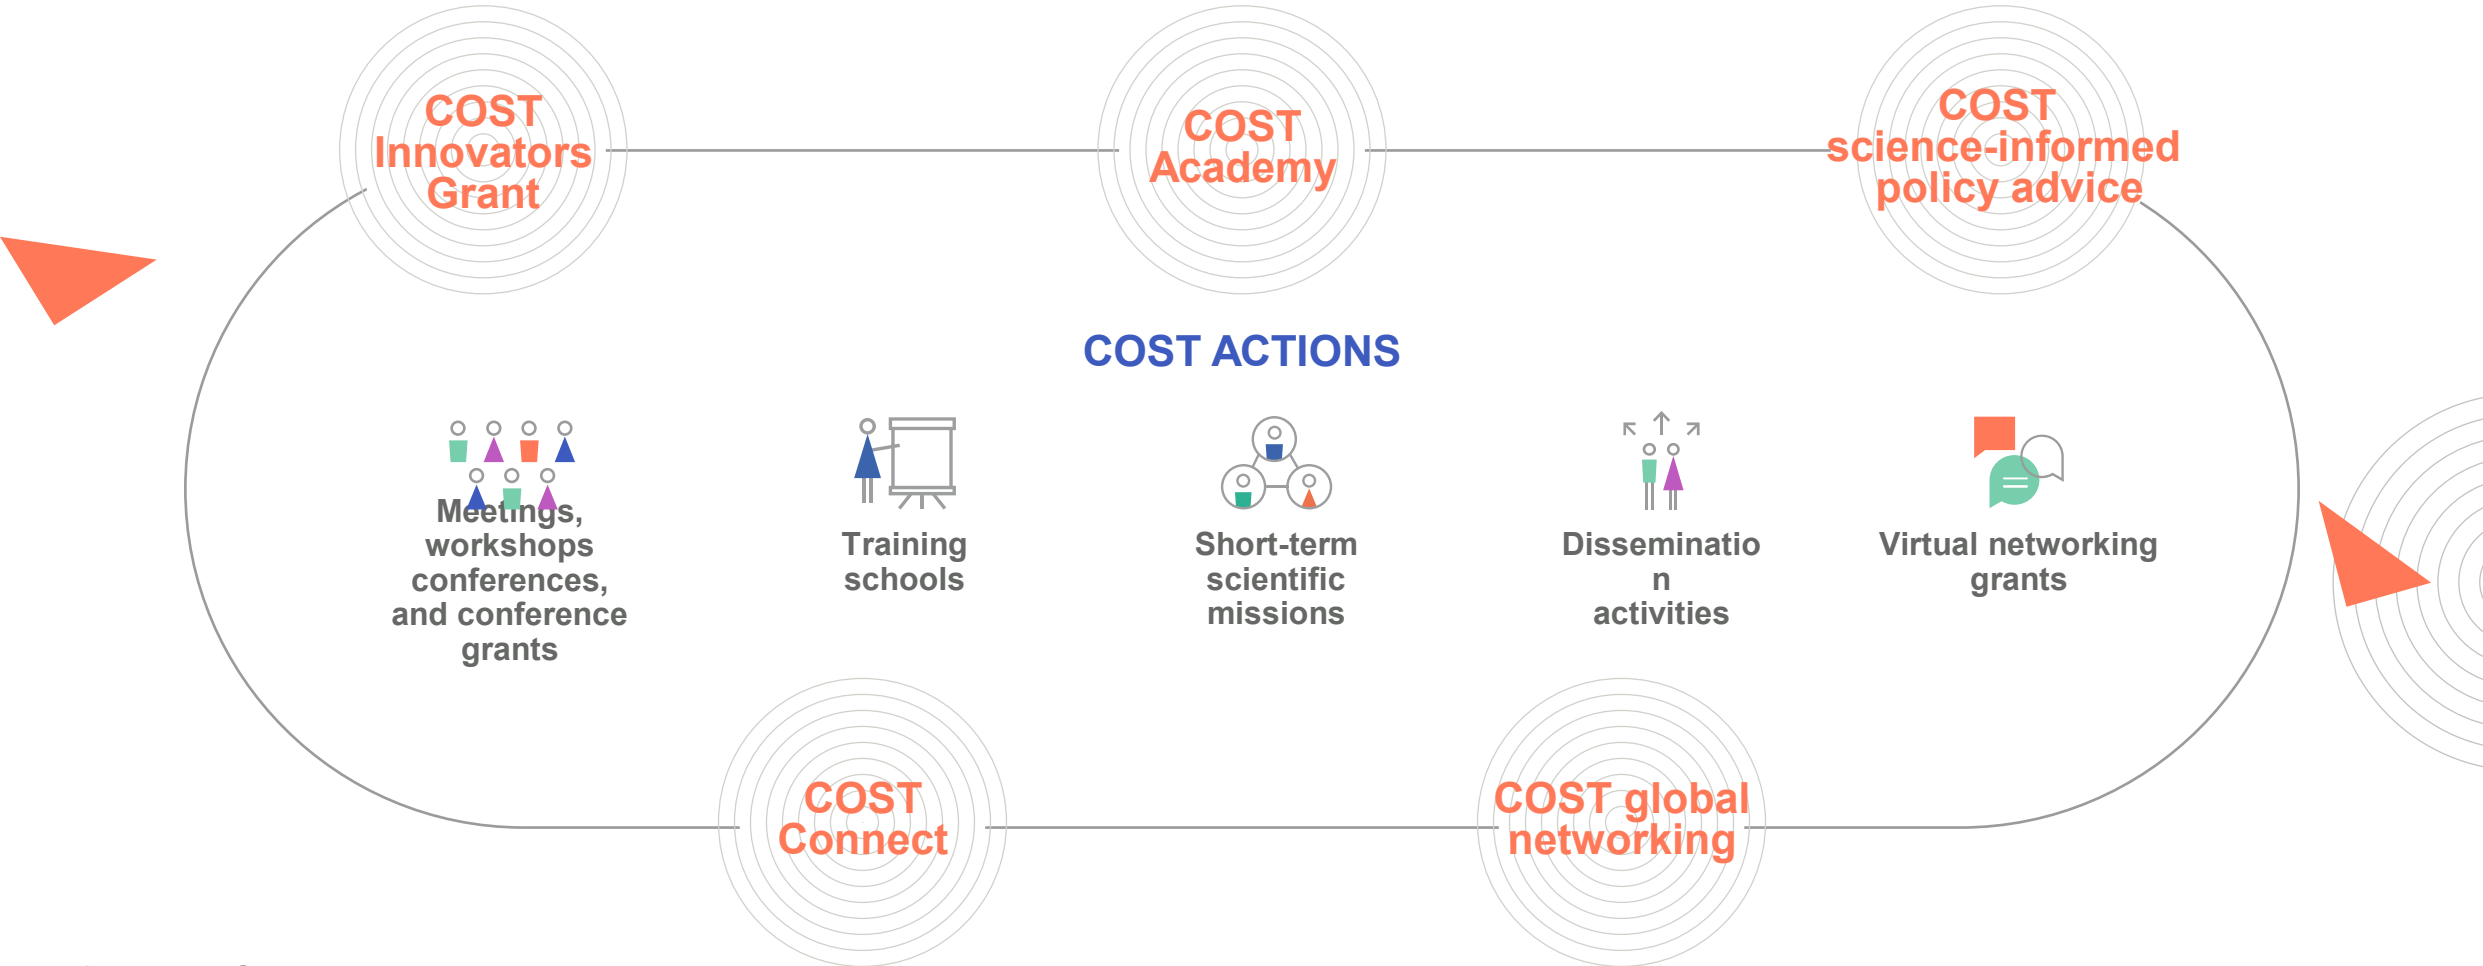 COST
Innovators
Grant
COST
Academy
COST
science-informed
policy advice
COST ACTIONS
Meetings,
workshops
conferences,
and conference
grants
Training
schools
Short-term
scientific
missions
Disseminatio
n
activities
Virtual networking
grants
COST
Connect
COST global
networking